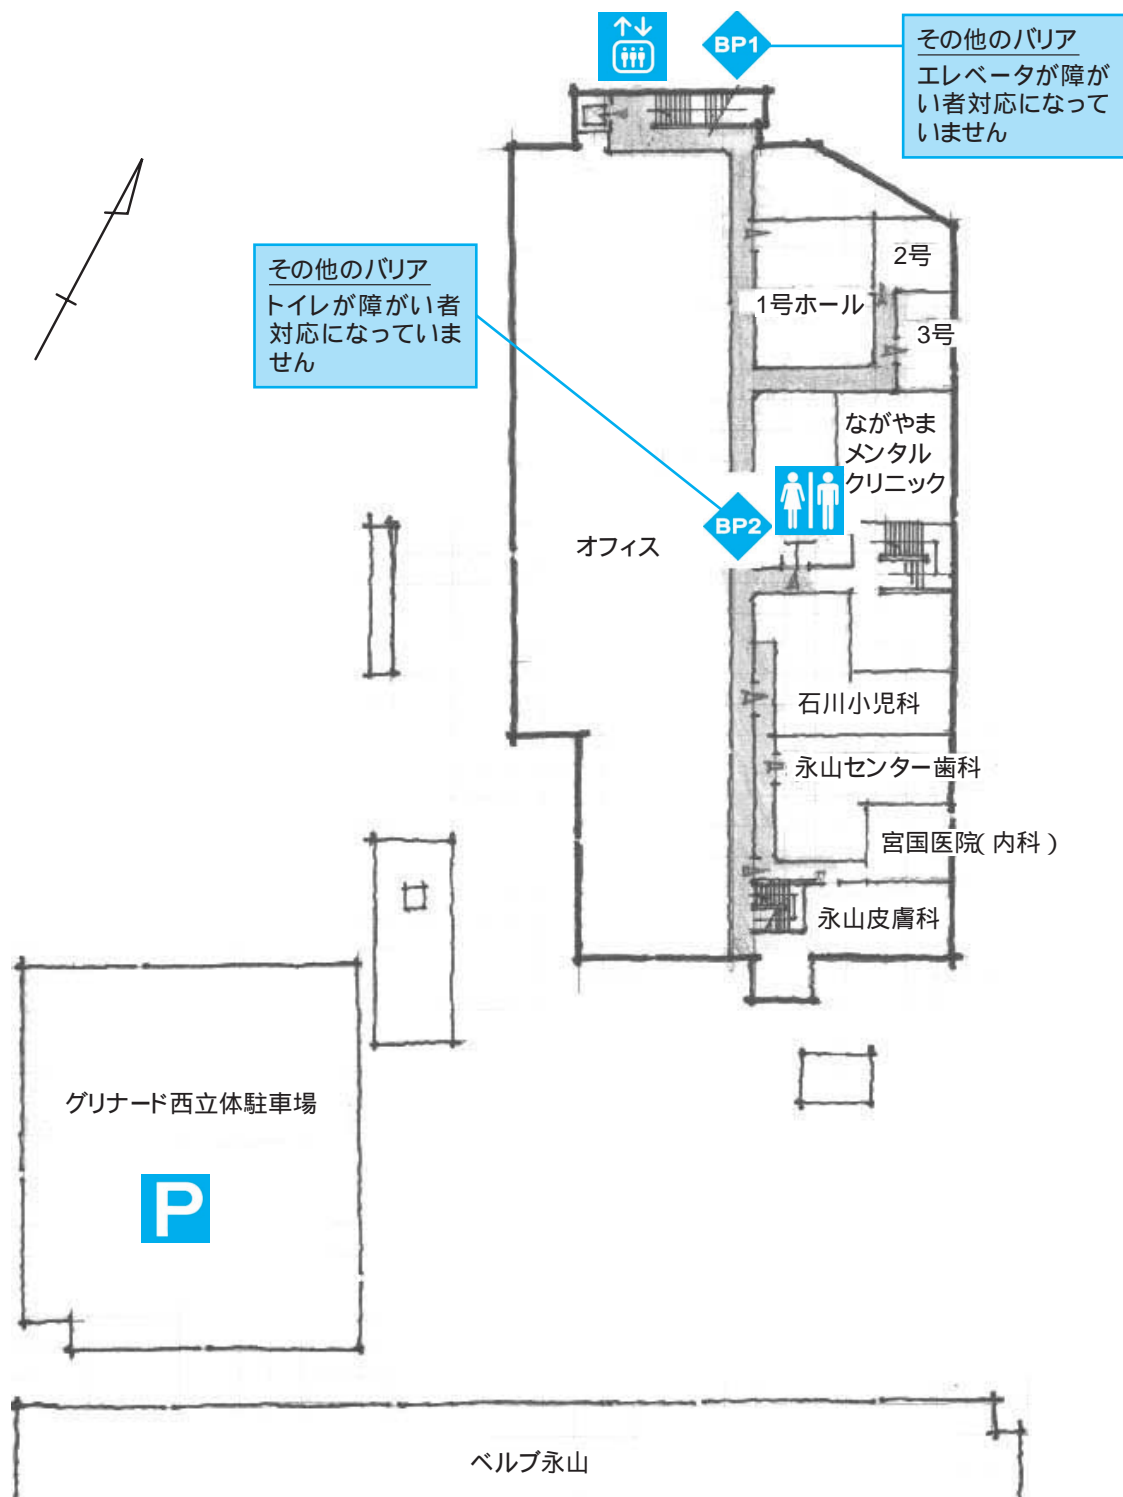 BP1
その他のバリア
エレベータが障が
い者対応になって
いません
その他のバリア
トイレが障がい者
対応になっていま
せん
2号
1号ホール
3号
ながやま
メンタル
クリニック
BP2
オフィス
石川小児科
永山センター歯科
宮国医院(内科)
永山皮膚科
グリナード西立体駐車場
P
ベルブ永山